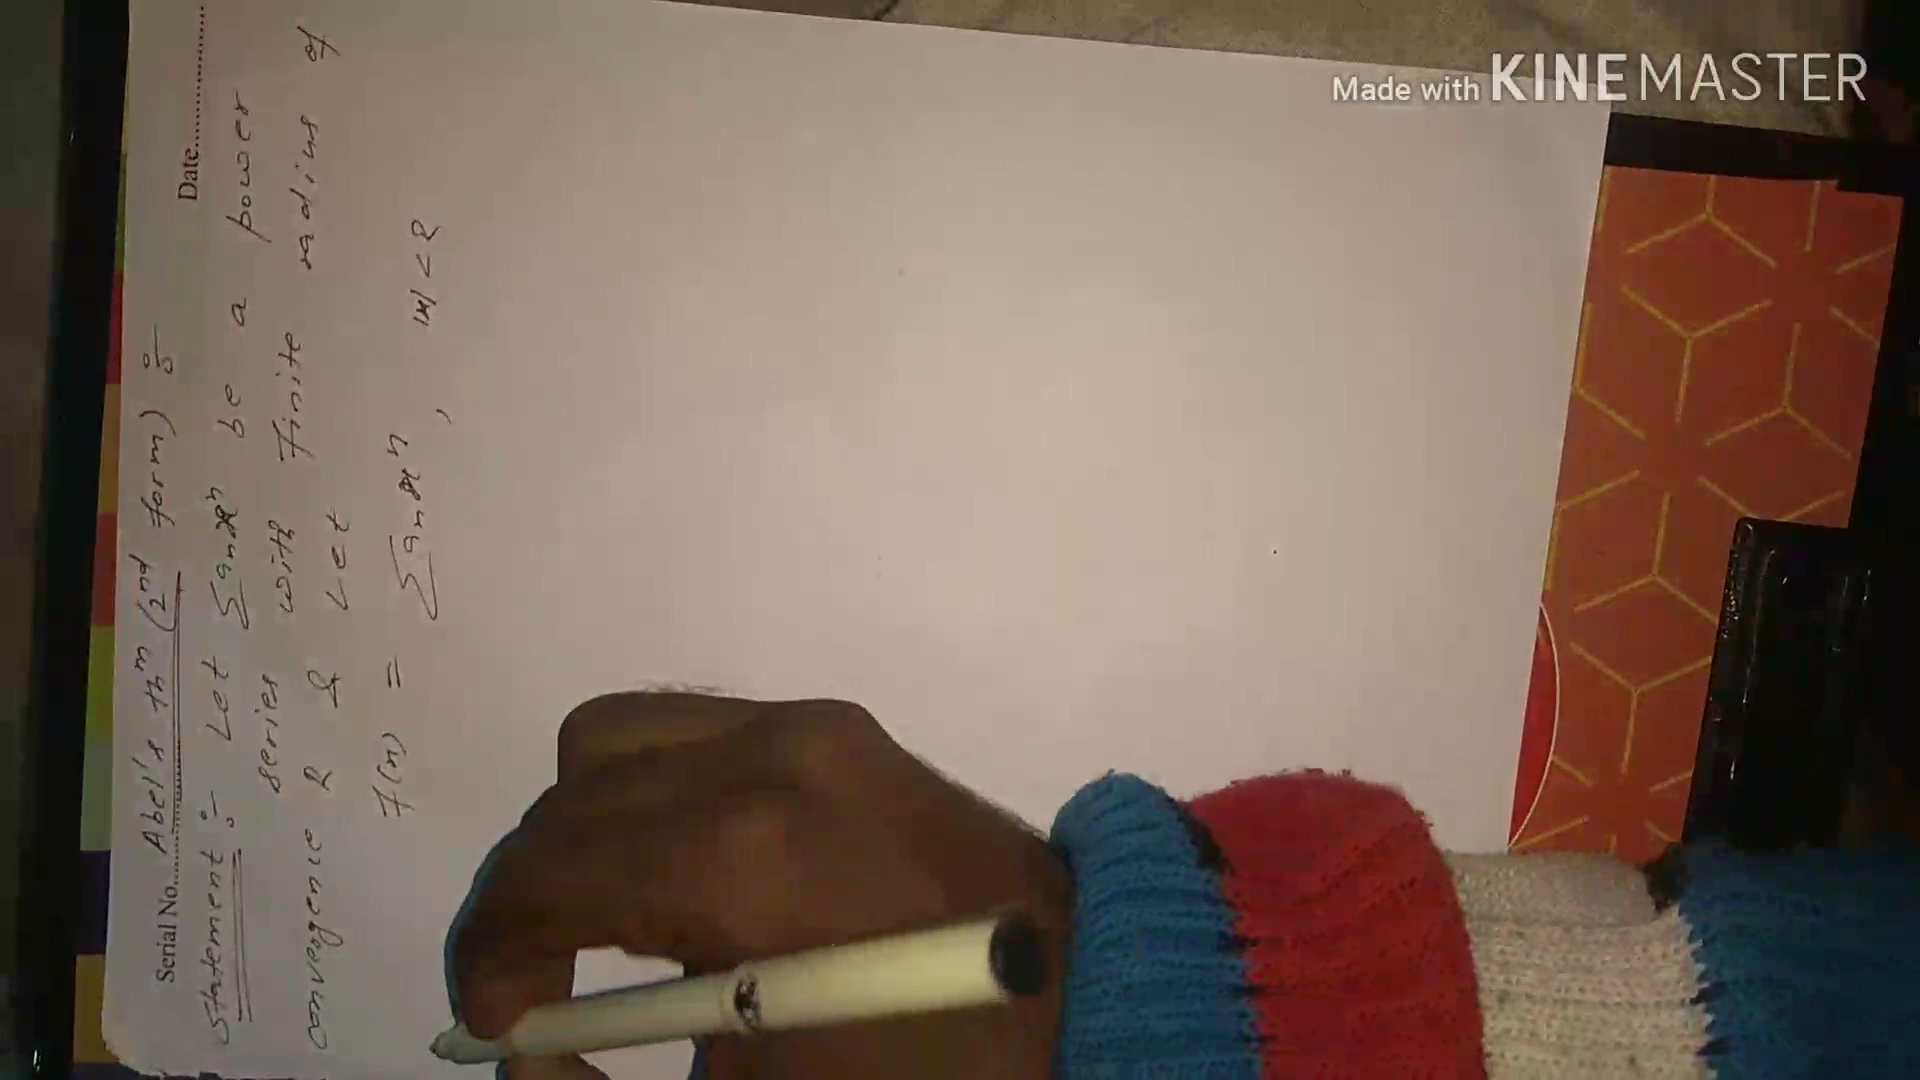 Made with KINEMASTER
Serial No.......... Date..........
Abel's thm (2nd form) :-
Statement :- Let Σanxⁿ be a power
series with Finite radius of
convergence R & Let
F(x) = Σanxⁿ , |x| < R